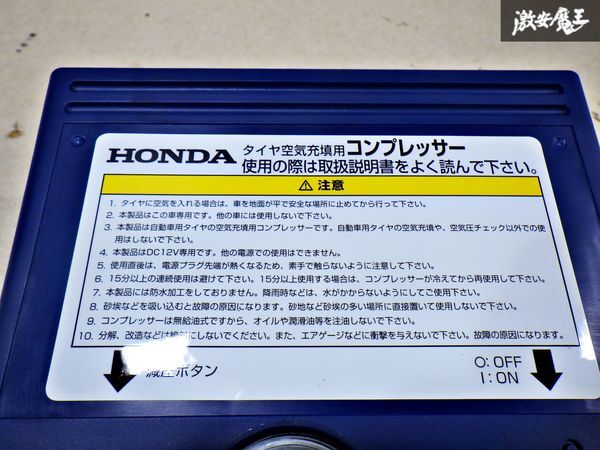 激安魔王
HONDA タイヤ空気充填用コンプレッサー
使用の際は取扱説明書をよく読んで下さい。
⚠ 注意
1. タイヤに空気を入れる場合は、車を地面が平で安全な場所に止めてから行って下さい。
2. 本製品はこの車専用です。他の車には使用しないで下さい。
3. 本製品は自動車用タイヤの空気充填用コンプレッサーです。自動車用タイヤの空気充填や、空気圧チェック以外での使
用はしないで下さい。
4. 本製品はDC12V専用です。他の電源での使用はできません。
5. 使用直後は、電源プラグ先端が熱くなるため、素手で触らないように注意して下さい。
6. 15分以上の連続使用は避けて下さい。15分以上使用する場合は、コンプレッサーが冷えてから再使用して下さい。
7. 本製品には防水加工をしておりません。降雨時などは、水がかからないようにしてご使用下さい。
8. 砂埃などを吸い込むと故障の原因になります。砂地など砂埃の多い場所に直接置いて使用しないで下さい。
9. コンプレッサーは無給油式ですから、オイルや潤滑油等を注油しないで下さい。
10. 分解、改造などは絶対にしないでください。また、エアゲージなどに衝撃を与えないで下さい。故障の原因になります。
減圧ボタン
O: OFF
I: ON